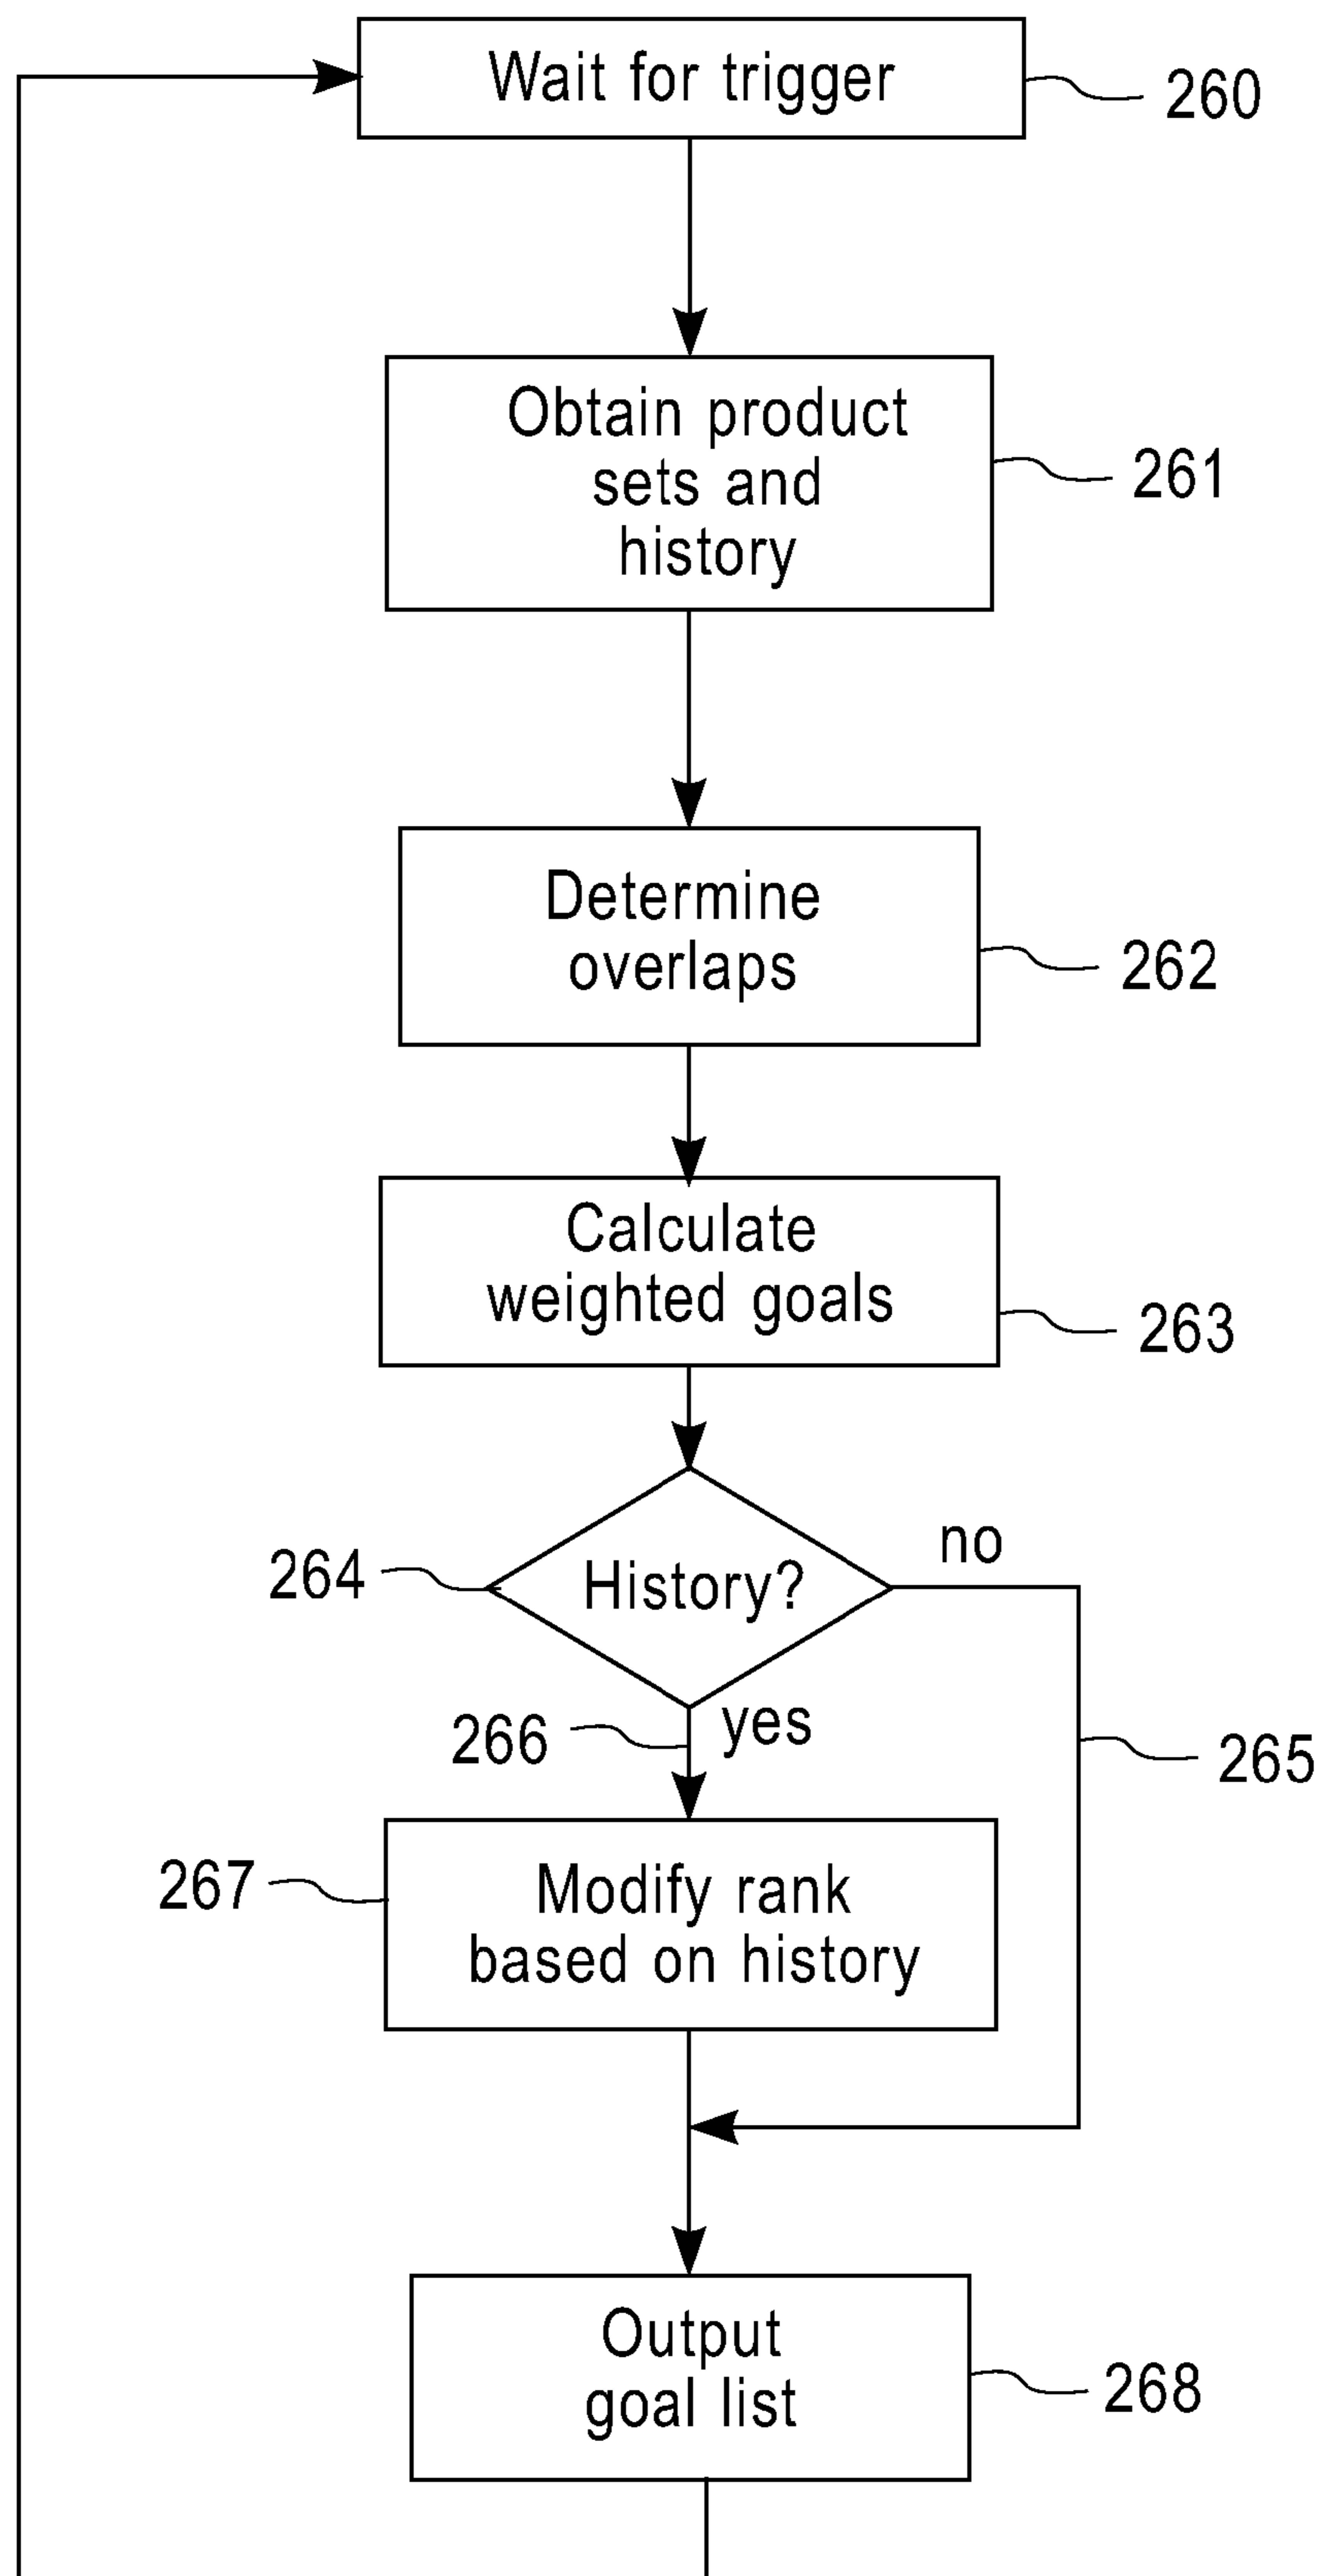 Wait for trigger
260
Obtain product
sets and
history
261
Determine
overlaps
262
Calculate
weighted goals
263
264
History?
no
266
yes
265
267
Modify rank
based on history
Output
goal list
268